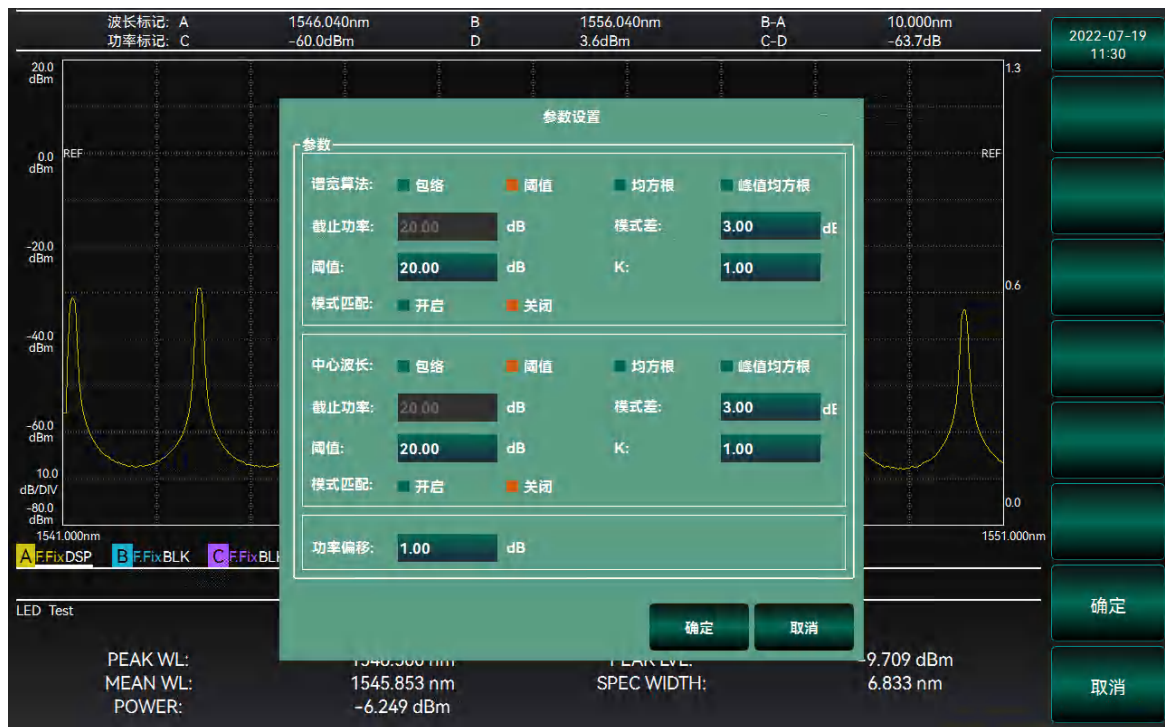 波长标记: A 1546.040nm B 1556.040nm B-A 10.000nm
功率标记: C -60.0dBm D 3.6dBm C-D -63.7dB
2022-07-19
11:30
20.0
dBm
1.3
参数设置
参数
0.0
dBm
REF
REF
谱宽算法: 包络 阈值 均方根 峰值均方根
截止功率: 20.00 dB 模式差: 3.00 dB
-20.0
dBm
阈值: 20.00 dB K: 1.00
0.6
模式匹配: 开启 关闭
-40.0
dBm
中心波长: 包络 阈值 均方根 峰值均方根
截止功率: 20.00 dB 模式差: 3.00 dB
-60.0
dBm
阈值: 20.00 dB K: 1.00
10.0
dB/DIV
模式匹配: 开启 关闭
-80.0
dBm
0.0
1541.000nm
1551.000nm
功率偏移: 1.00 dB
A F.FixDSP B F.FixBLK C F.FixBL
LED Test
确定 取消
确定
PEAK WL: PEAK LVL: -9.709 dBm
MEAN WL: 1545.853 nm SPEC WIDTH: 6.833 nm
POWER: -6.249 dBm
取消